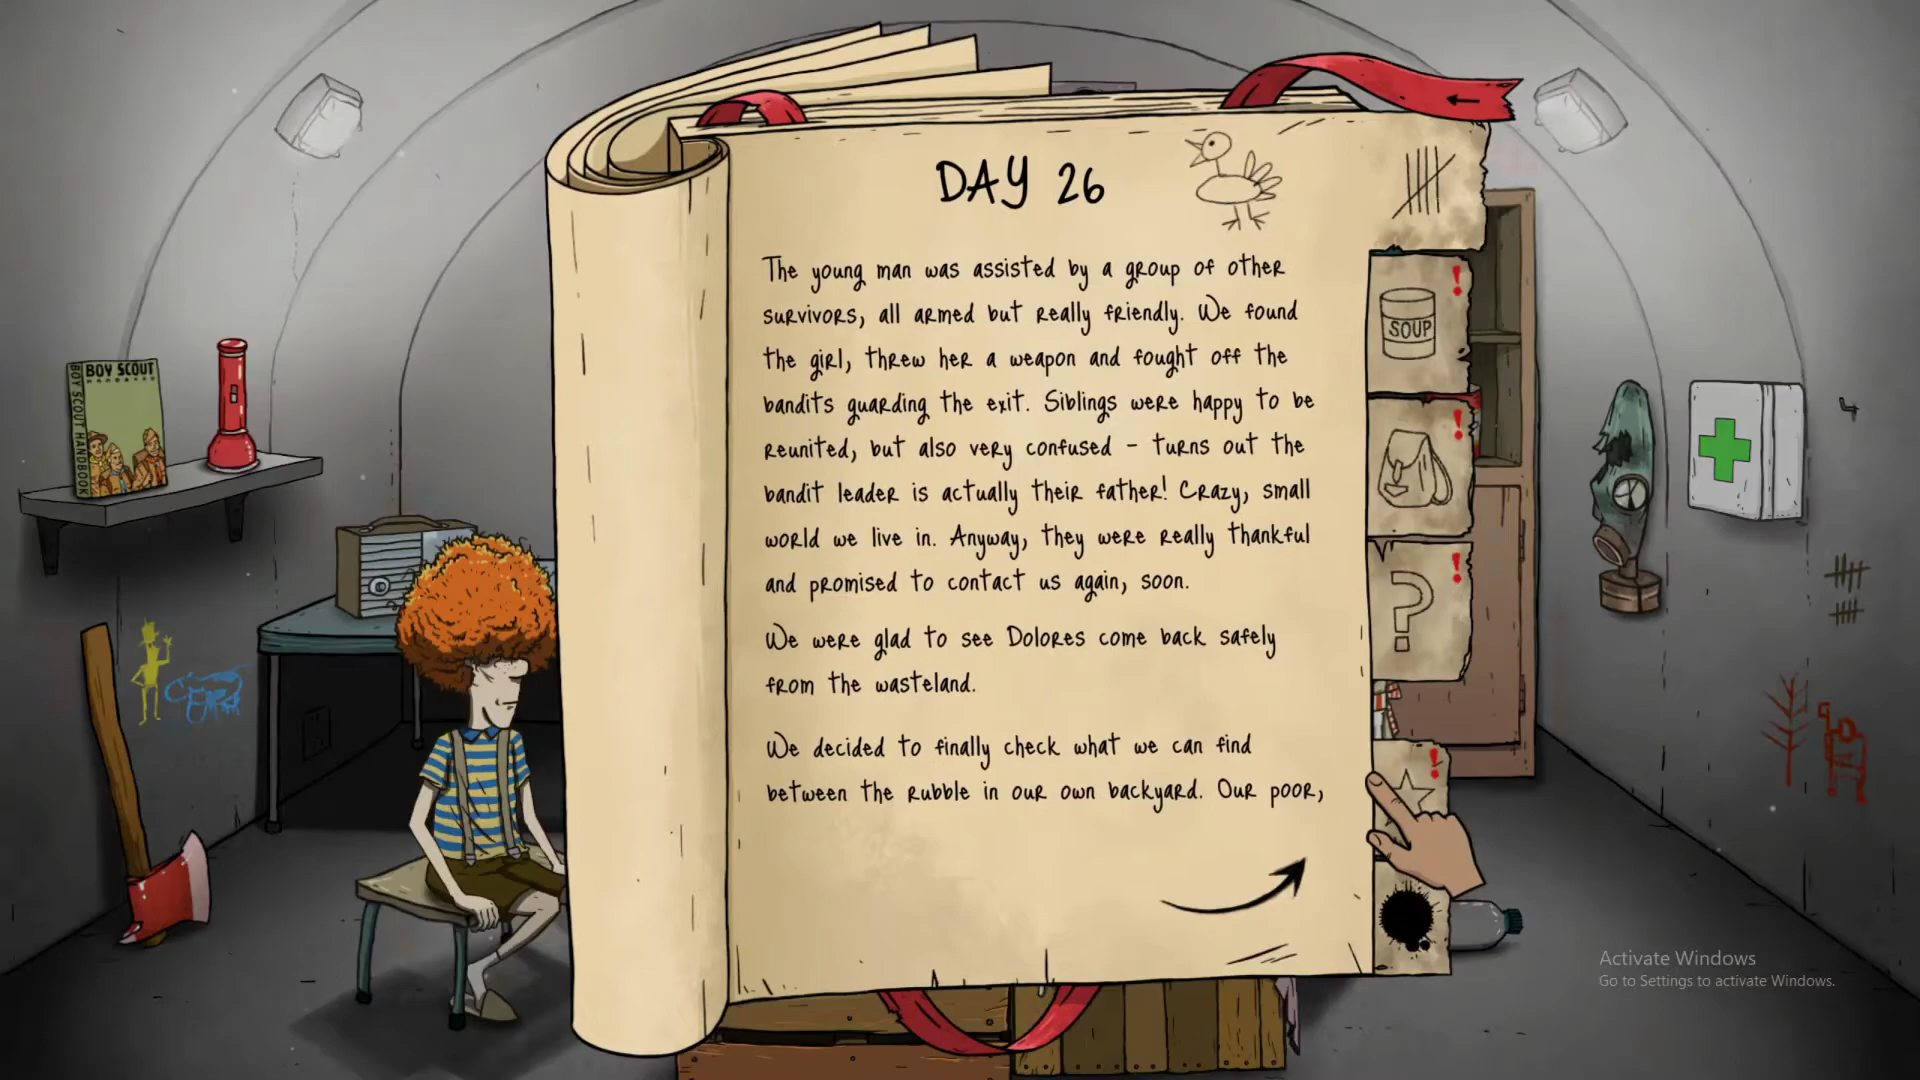 BOY SCOUT
HANDBOOK
BOY SCOUT HANDBOOK
DAY 26
The young man was assisted by a group of other
survivors, all armed but really friendly. We found
the girl, threw her a weapon and fought off the
bandits guarding the exit. Siblings were happy to be
reunited, but also very confused - turns out the
bandit leader is actually their father! Crazy, small
world we live in. Anyway, they were really thankful
and promised to contact us again, soon.
We were glad to see Dolores come back safely
from the wasteland.
We decided to finally check what we can find
between the rubble in our own backyard. Our poor,
!
SOUP
!
!
?
!
Activate Windows
Go to Settings to activate Windows.